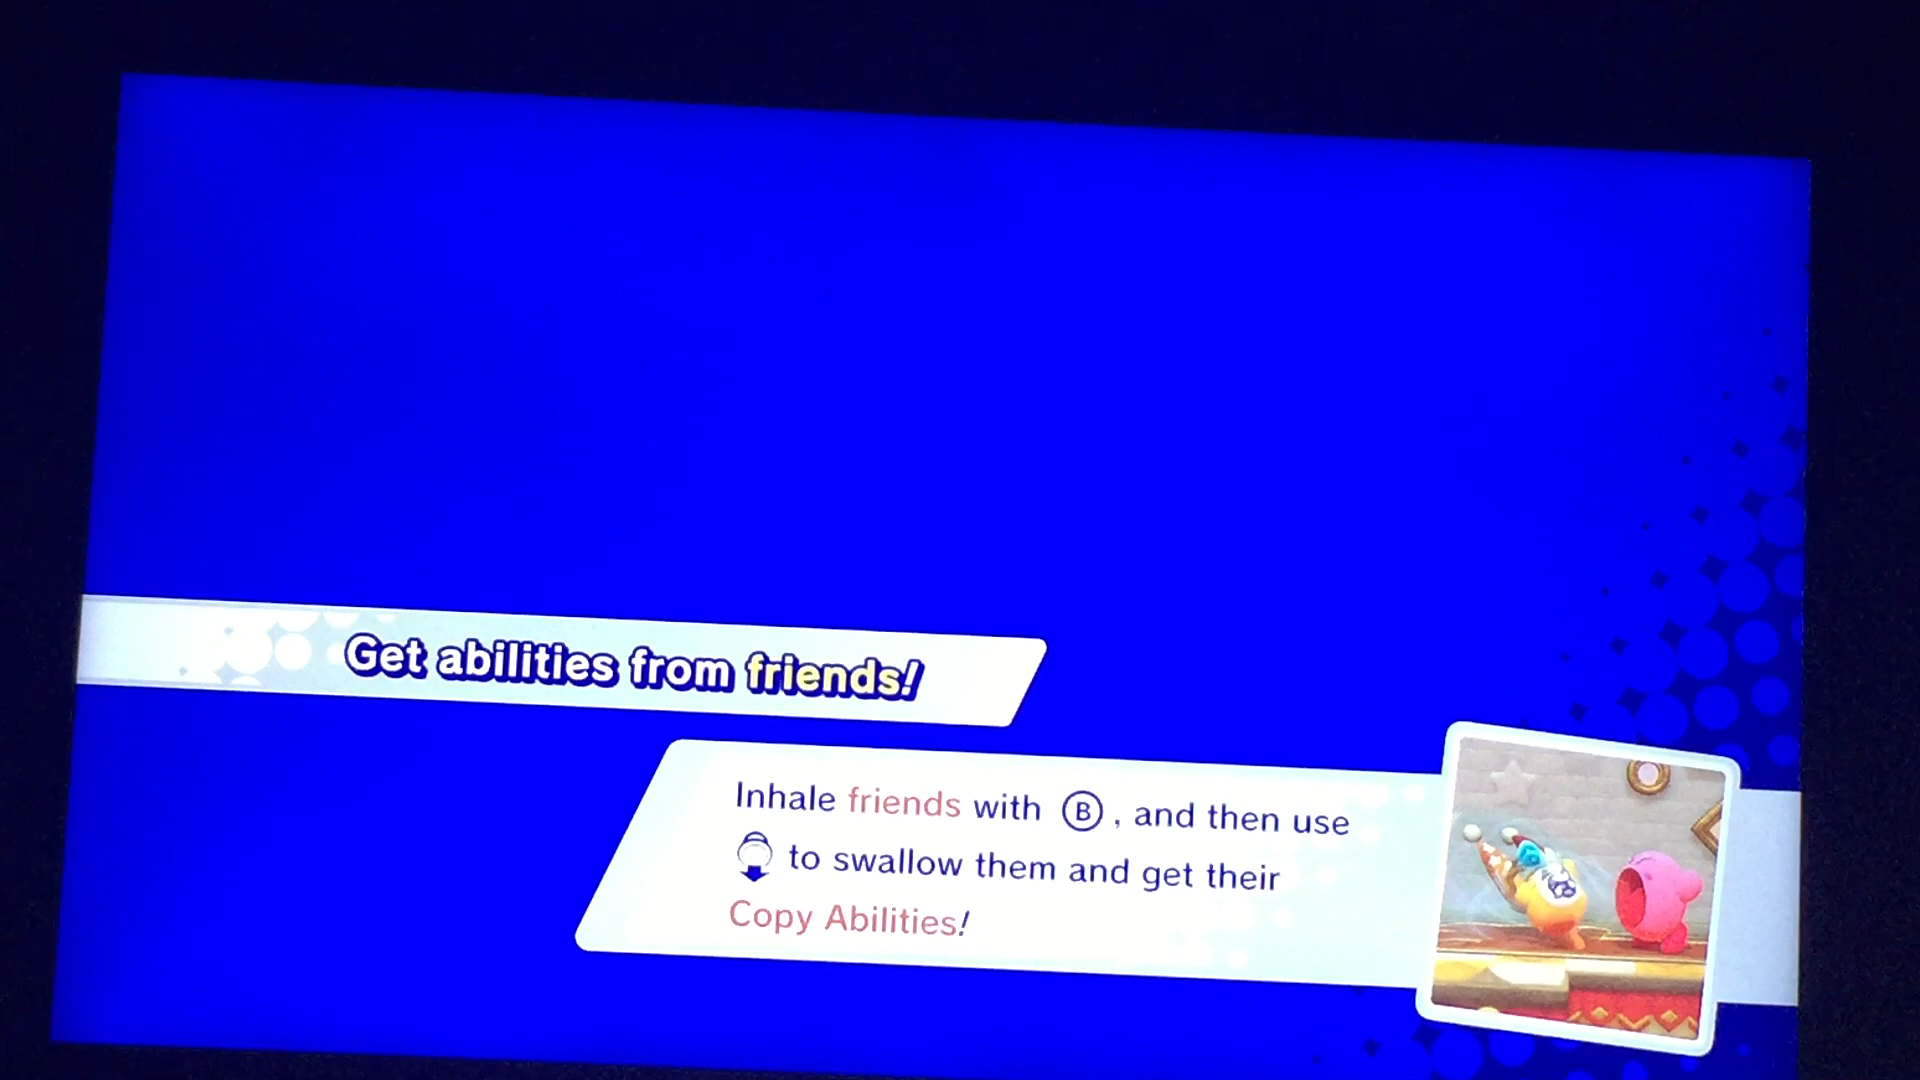 Get abilities from friends!
Inhale friends with Ⓑ, and then use
to swallow them and get their
Copy Abilities!